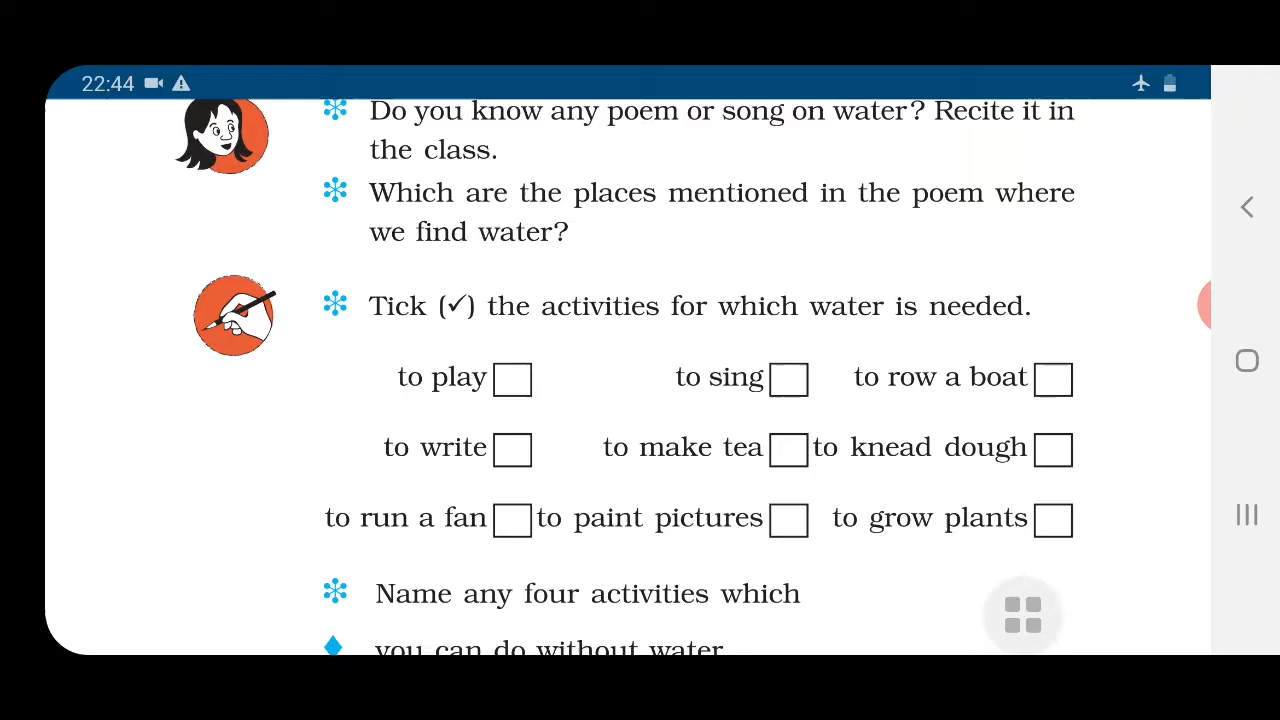 22:44
Do you know any poem or song on water? Recite it in
the class.
Which are the places mentioned in the poem where
we find water?
Tick (✓) the activities for which water is needed.
to play to sing to row a boat
to write to make tea to knead dough
to run a fan to paint pictures to grow plants
Name any four activities which
you can do without water